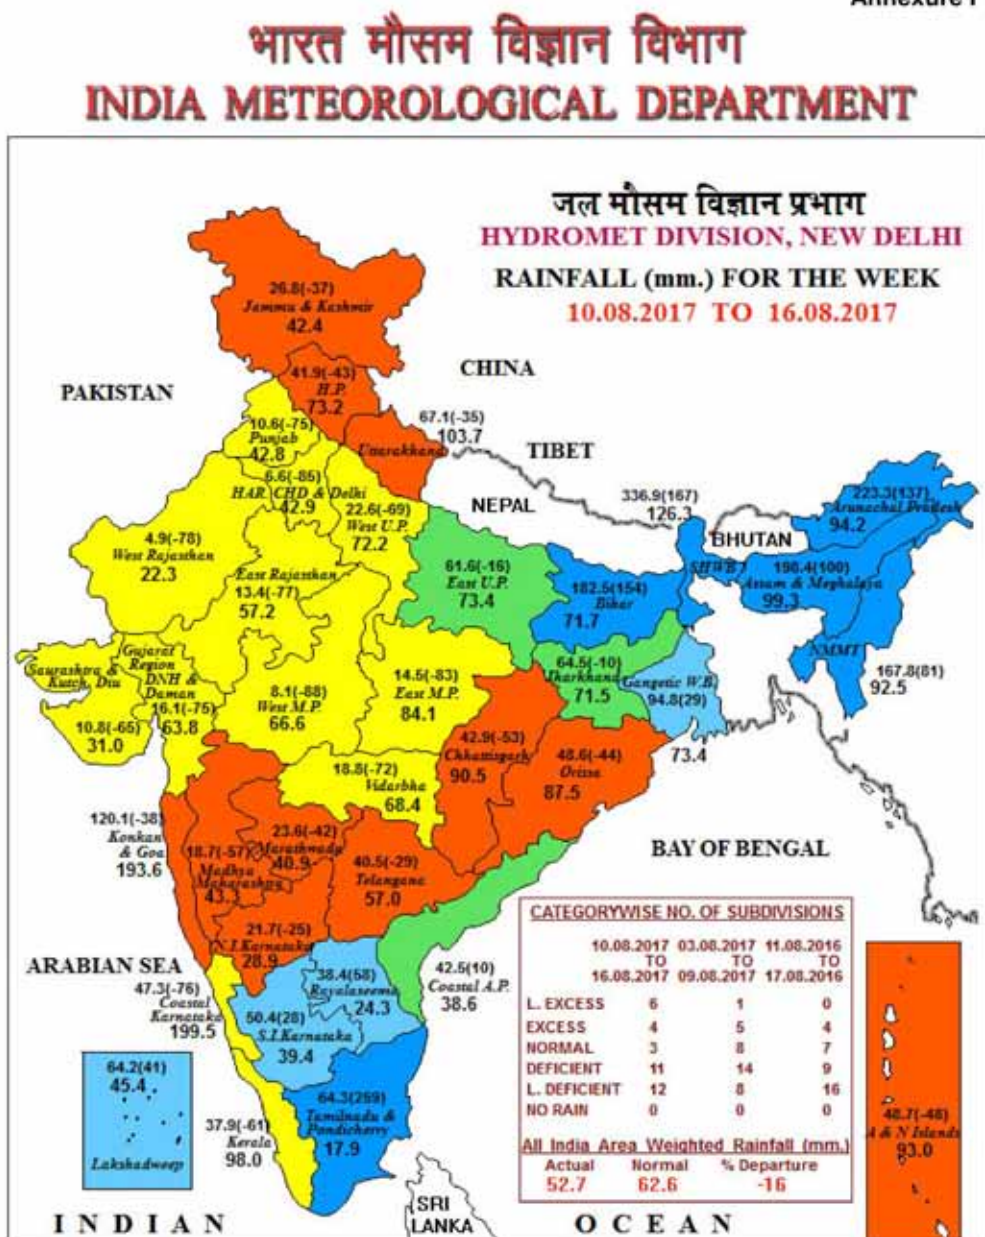 Annexure I
भारत मौसम विज्ञान विभाग
INDIA METEOROLOGICAL DEPARTMENT
जल मौसम विज्ञान प्रभाग
HYDROMET DIVISION, NEW DELHI
RAINFALL (mm.) FOR THE WEEK
10.08.2017 TO 16.08.2017
26.8(-37)
Jammu & Kashmir
42.4
41.9(-43)
H.P.
73.2
CHINA
PAKISTAN
67.1(-35)
103.7
Uttarakhand
10.6(-75)
Punjab
42.8
TIBET
6.6(-85)
HAR. CHD & Delhi
42.9
NEPAL
22.6(-69)
West U.P.
72.2
336.9(167)
126.3
SHWB
BHUTAN
223.3(137)
Arunachal Pradesh
94.2
4.9(-78)
West Rajasthan
22.3
East Rajasthan
13.4(-77)
57.2
61.6(-16)
East U.P.
73.4
182.5(154)
Bihar
71.7
198.4(100)
Assam & Meghalaya
99.3
NMMT
167.8(81)
92.5
Saurashtra &
Kutch, Diu
10.8(-65)
31.0
Gujarat
Region
DNH &
Daman
16.1(-75)
63.8
8.1(-88)
West M.P.
66.6
14.5(-83)
East M.P.
84.1
64.5(-10)
Jharkhand
71.5
Gangetic W.B.
94.8(29)
73.4
42.9(-53)
Chhattisgarh
90.5
48.6(-44)
Orissa
87.5
18.8(-72)
Vidarbha
68.4
120.1(-38)
Konkan
& Goa
193.6
18.7(-57)
Madhya
Maharashtra
43.3
23.6(-42)
Marathwada
40.9
40.5(-29)
Telangana
57.0
BAY OF BENGAL
21.7(-25)
N.I.Karnataka
28.9
ARABIAN SEA
47.3(-76)
Coastal
Karnataka
199.5
38.4(58)
Rayalaseema
24.3
42.5(10)
Coastal A.P.
38.6
50.4(28)
S.I.Karnataka
39.4
64.2(41)
45.4
Lakshadweep
37.9(-61)
Kerala
98.0
64.3(259)
Tamilnadu &
Pondicherry
17.9
CATEGORYWISE NO. OF SUBDIVISIONS
10.08.2017 03.08.2017 11.08.2016
TO TO TO
16.08.2017 09.08.2017 17.08.2016
L. EXCESS 6 1 0
EXCESS 4 5 4
NORMAL 3 8 7
DEFICIENT 11 14 9
L. DEFICIENT 12 8 16
NO RAIN 0 0 0
All India Area Weighted Rainfall (mm.)
Actual Normal % Departure
52.7 62.6 -16
48.7(-48)
A & N Islands
93.0
SRI
LANKA
INDIAN OCEAN